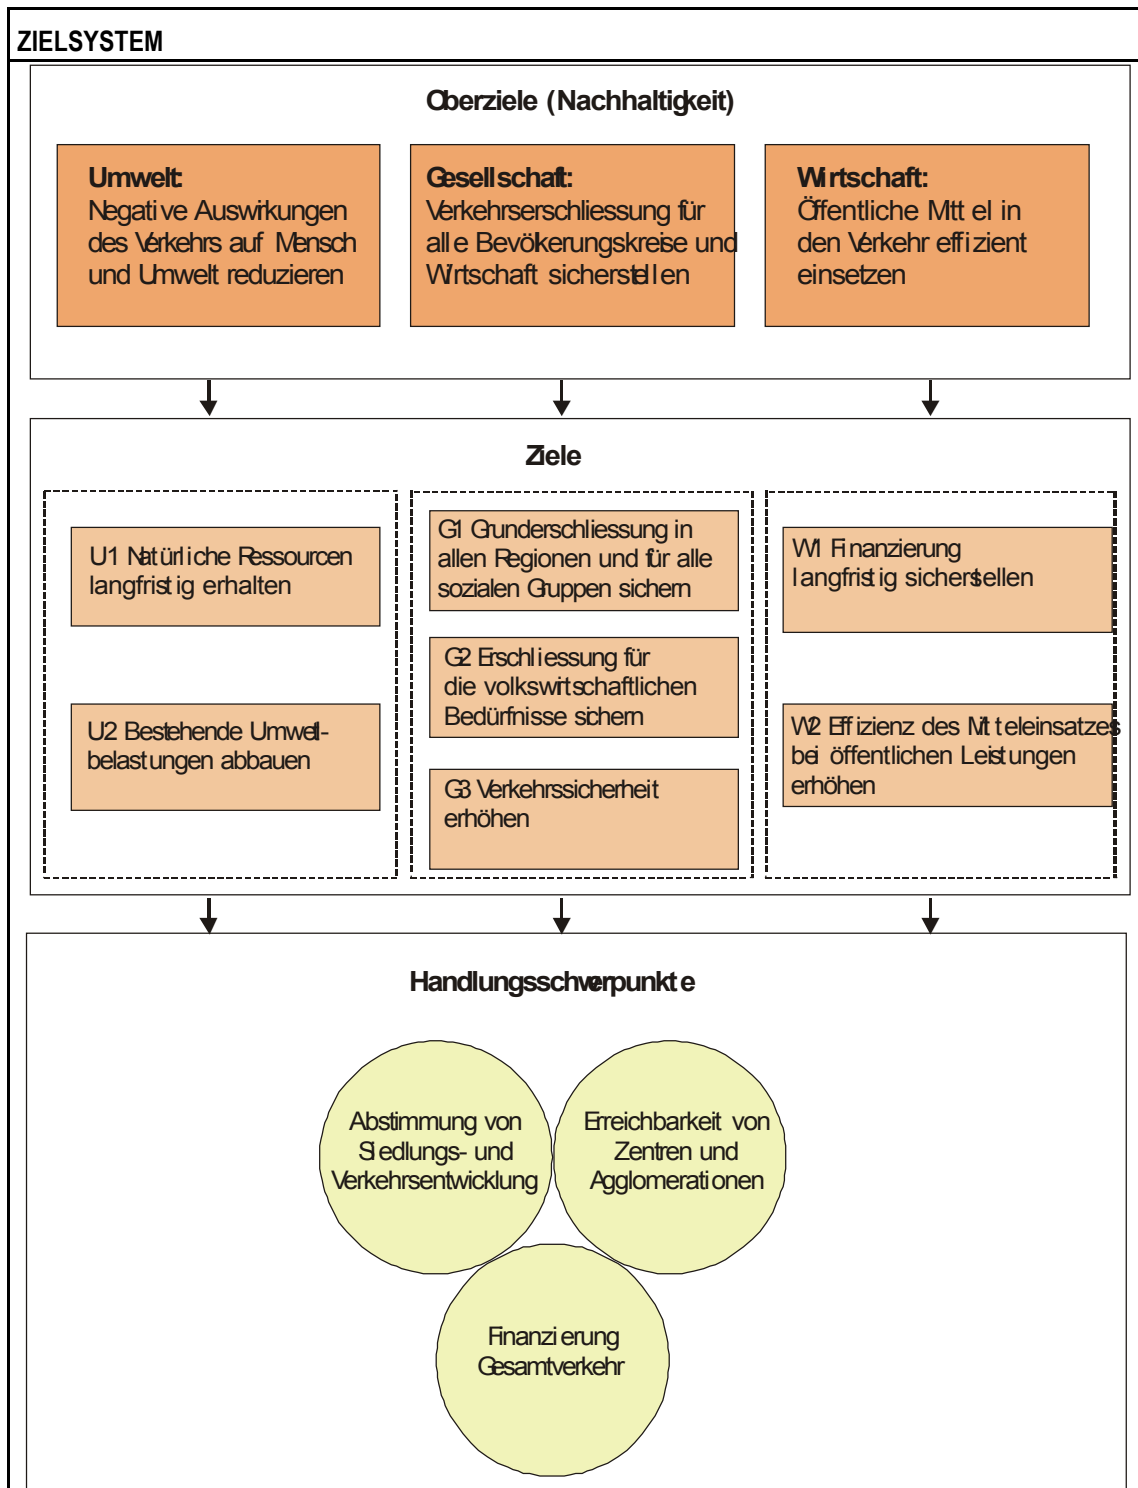 ZIELSYSTEM
Oberziele (Nachhaltigkeit)
Umwelt:
Negative Auswirkungen
des Verkehrs auf Mensch
und Umwelt reduzieren
Gesellschaft:
Verkehrserschliessung für
alle Bevölkerungskreise und
Wirtschaft sicherstellen
Wirtschaft:
Öffentliche Mittel in
den Verkehr effizient
einsetzen
Ziele
U1 Natürliche Ressourcen
langfristig erhalten
U2 Bestehende Umwelt-
belastungen abbauen
G1 Grunderschliessung in
allen Regionen und für alle
sozialen Gruppen sichern
G2 Erschliessung für
die volkswirtschaftlichen
Bedürfnisse sichern
G3 Verkehrssicherheit
erhöhen
W1 Finanzierung
langfristig sicherstellen
W2 Effizienz des Mitteleinsatzes
bei öffentlichen Leistungen
erhöhen
Handlungsschwerpunkte
Abstimmung von
Siedlungs- und
Verkehrsentwicklung
Erreichbarkeit von
Zentren und
Agglomerationen
Finanzierung
Gesamtverkehr